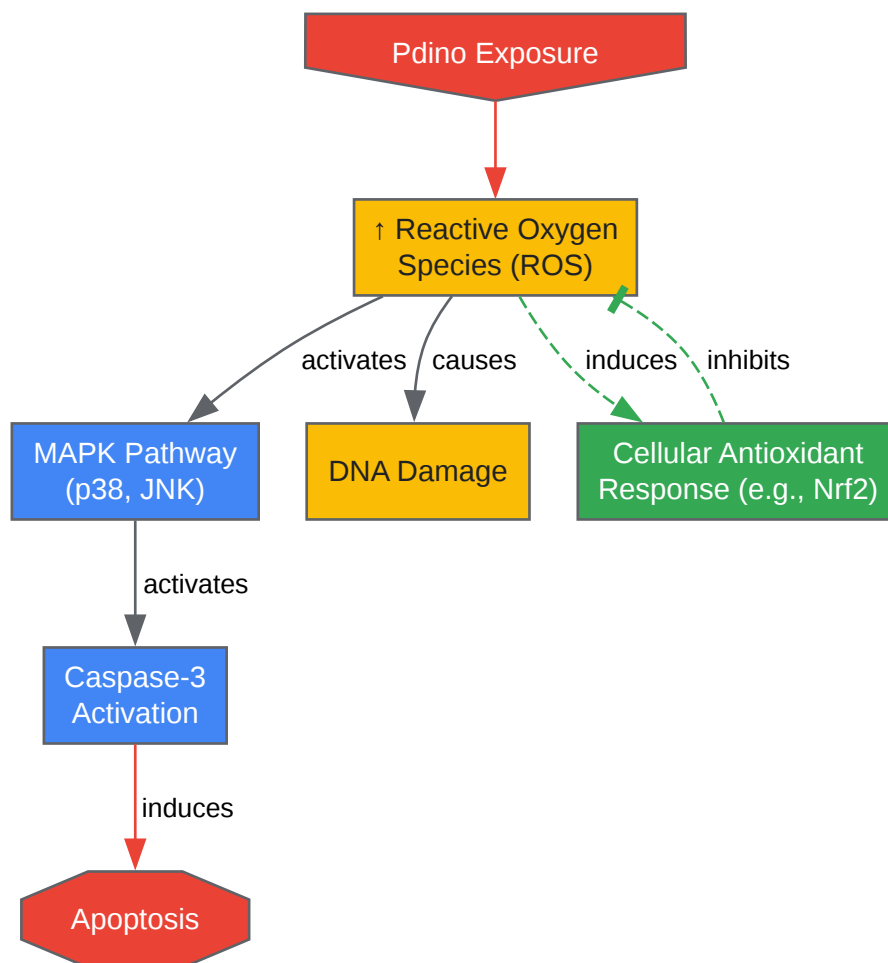 Pdino Exposure
↑ Reactive Oxygen
Species (ROS)
activates
causes
induces
inhibits
MAPK Pathway
(p38, JNK)
DNA Damage
Cellular Antioxidant
Response (e.g., Nrf2)
activates
Caspase-3
Activation
induces
Apoptosis